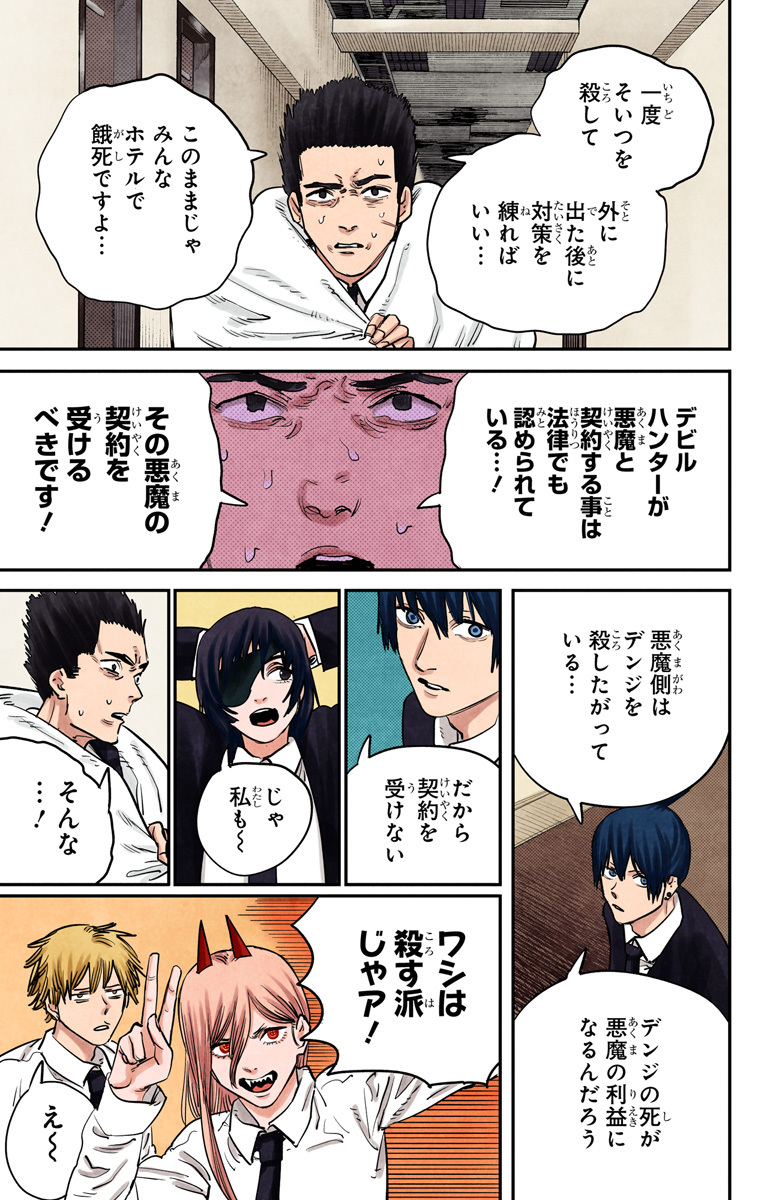 一度
そいつを
殺して
外に
出た後に
対策を
練れば
いい…
このままじゃ
みんな
ホテルで
餓死ですよ…
デビル
ハンターが
悪魔と
契約する事は
法律でも
認められて
いる…！
その悪魔の
契約を
受ける
べきです！
悪魔側は
デンジを
殺したがって
いる…
デンジの死が
悪魔の利益に
なるんだろう
だから
契約を
受けない
じゃ
私も〜
そんな
…！
ワシは
殺す派
じゃア！
え〜